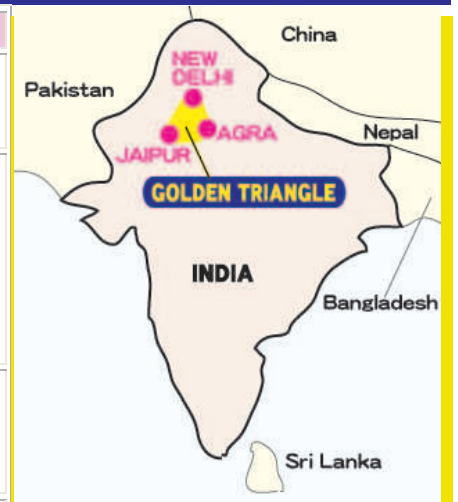 China
NEW
DELHI
Pakistan
Nepal
AGRA
JAIPUR
GOLDEN TRIANGLE
INDIA
Bangladesh
Sri Lanka